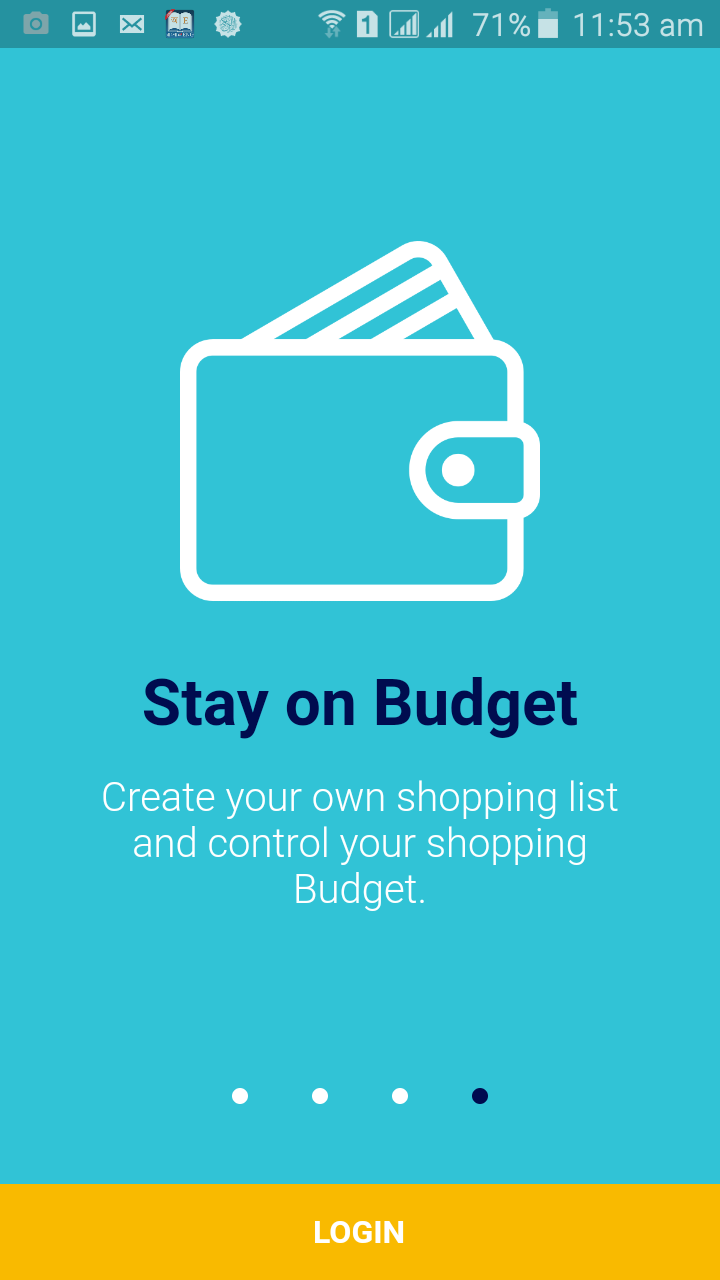 1 71% 11:53 am
Stay on Budget
Create your own shopping list
and control your shopping
Budget.
LOGIN